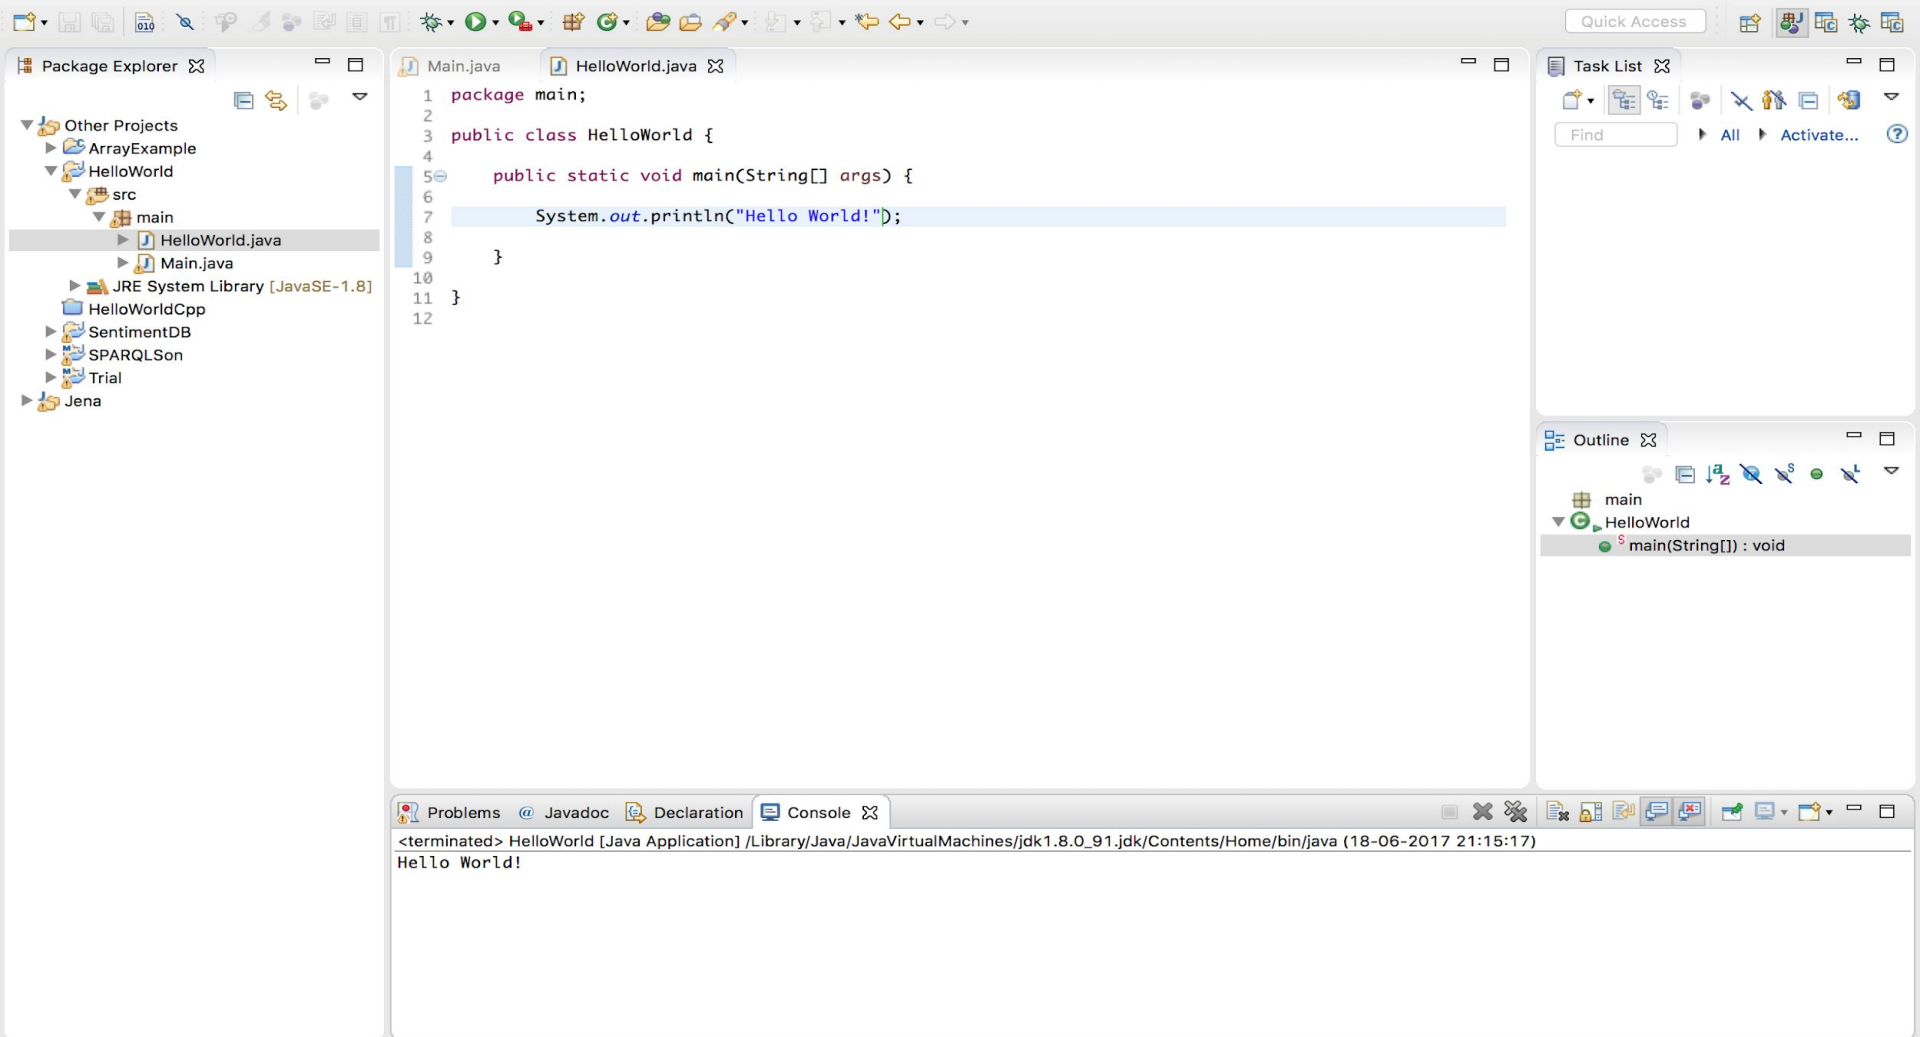 Quick Access
Package Explorer
Other Projects
ArrayExample
HelloWorld
src
main
HelloWorld.java
Main.java
JRE System Library [JavaSE-1.8]
HelloWorldCpp
SentimentDB
SPARQLSon
Trial
Jena
Main.java
HelloWorld.java
1 package main;
2
3 public class HelloWorld {
4
5 public static void main(String[] args) {
6
7 System.out.println("Hello World!");
8
9 }
10
11 }
12
Task List
Find
All
Activate...
Outline
main
HelloWorld
main(String[]) : void
Problems
Javadoc
Declaration
Console
<terminated> HelloWorld [Java Application] /Library/Java/JavaVirtualMachines/jdk1.8.0_91.jdk/Contents/Home/bin/java (18-06-2017 21:15:17)
Hello World!